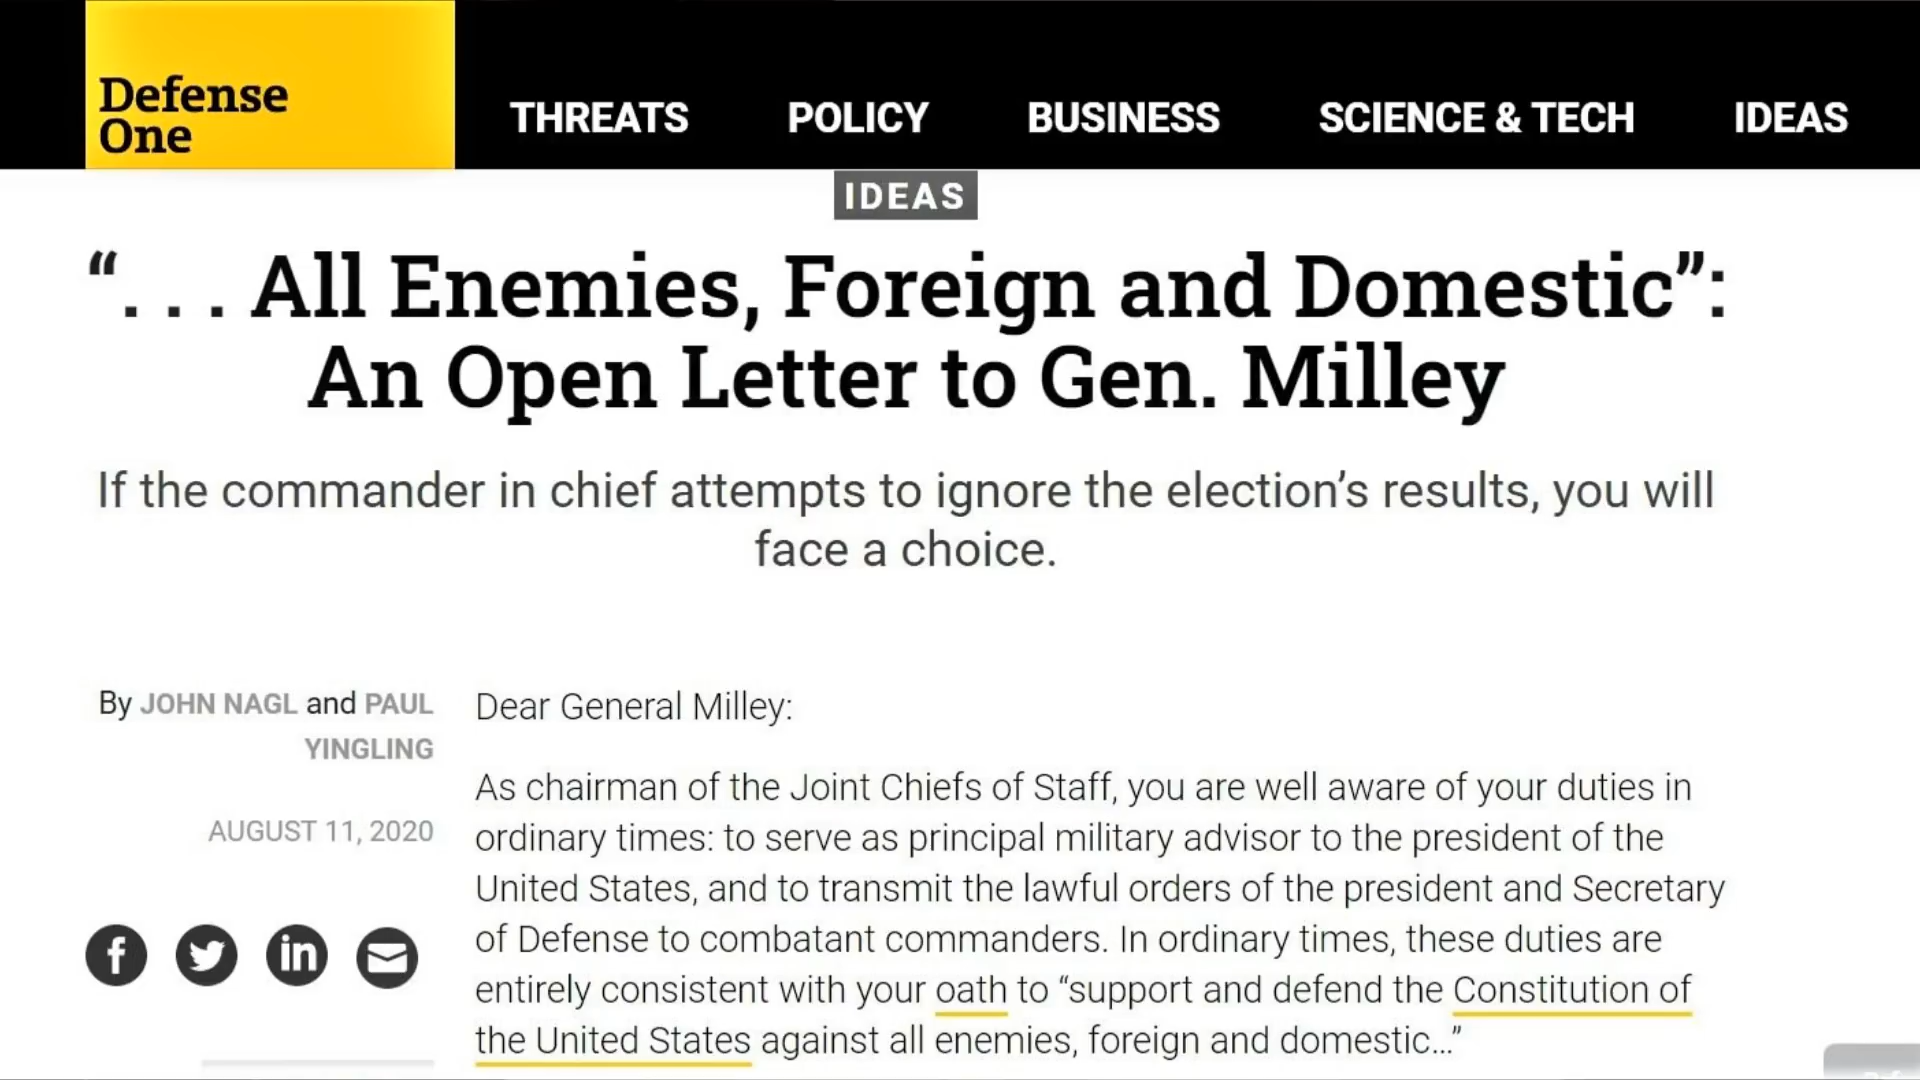 Defense
One
THREATS POLICY BUSINESS SCIENCE & TECH IDEAS
IDEAS
“. . . All Enemies, Foreign and Domestic”:
An Open Letter to Gen. Milley
If the commander in chief attempts to ignore the election’s results, you will
face a choice.
By JOHN NAGL and PAUL
YINGLING
AUGUST 11, 2020
Dear General Milley:
As chairman of the Joint Chiefs of Staff, you are well aware of your duties in
ordinary times: to serve as principal military advisor to the president of the
United States, and to transmit the lawful orders of the president and Secretary
of Defense to combatant commanders. In ordinary times, these duties are
entirely consistent with your oath to “support and defend the Constitution of
the United States against all enemies, foreign and domestic…”